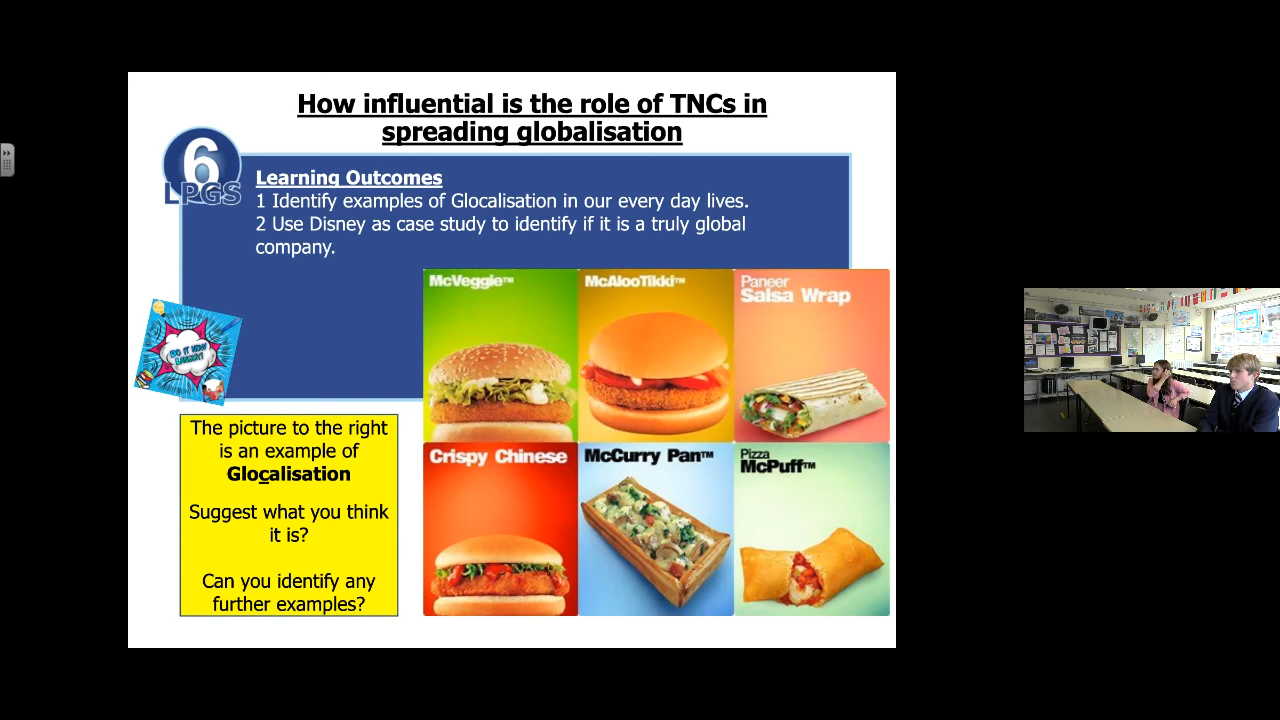 How influential is the role of TNCs in
spreading globalisation
6
LPGS
Learning Outcomes
1 Identify examples of Glocalisation in our every day lives.
2 Use Disney as case study to identify if it is a truly global
company.
McVeggie™
McAlooTikki™
Paneer
Salsa Wrap
DO IT NOW
The picture to the right
is an example of
Glocalisation
Suggest what you think
it is?
Can you identify any
further examples?
Crispy Chinese
McCurry Pan™
Pizza
McPuff™